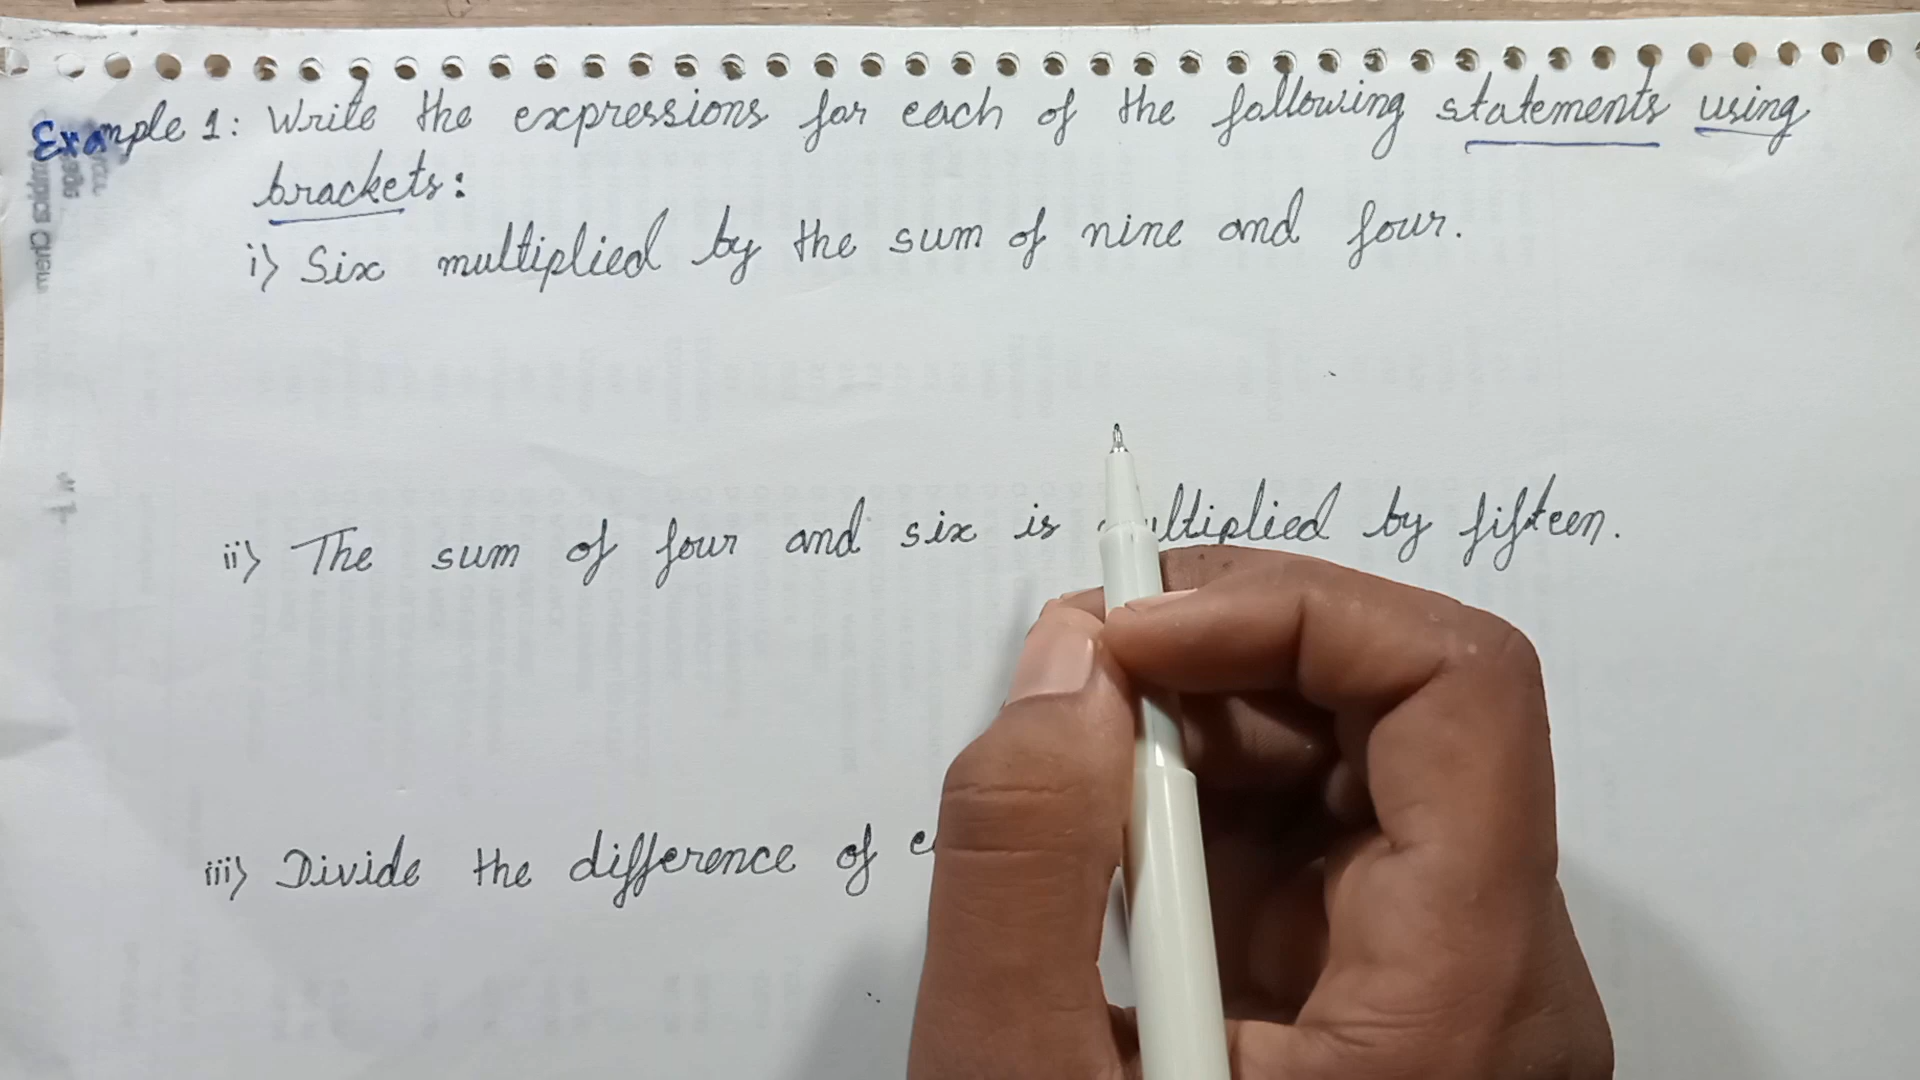 Example 1: Write the expressions for each of the following statements using
brackets:
i) Six multiplied by the sum of nine and four.
ii) The sum of four and six is multiplied by fifteen.
iii) Divide the difference of